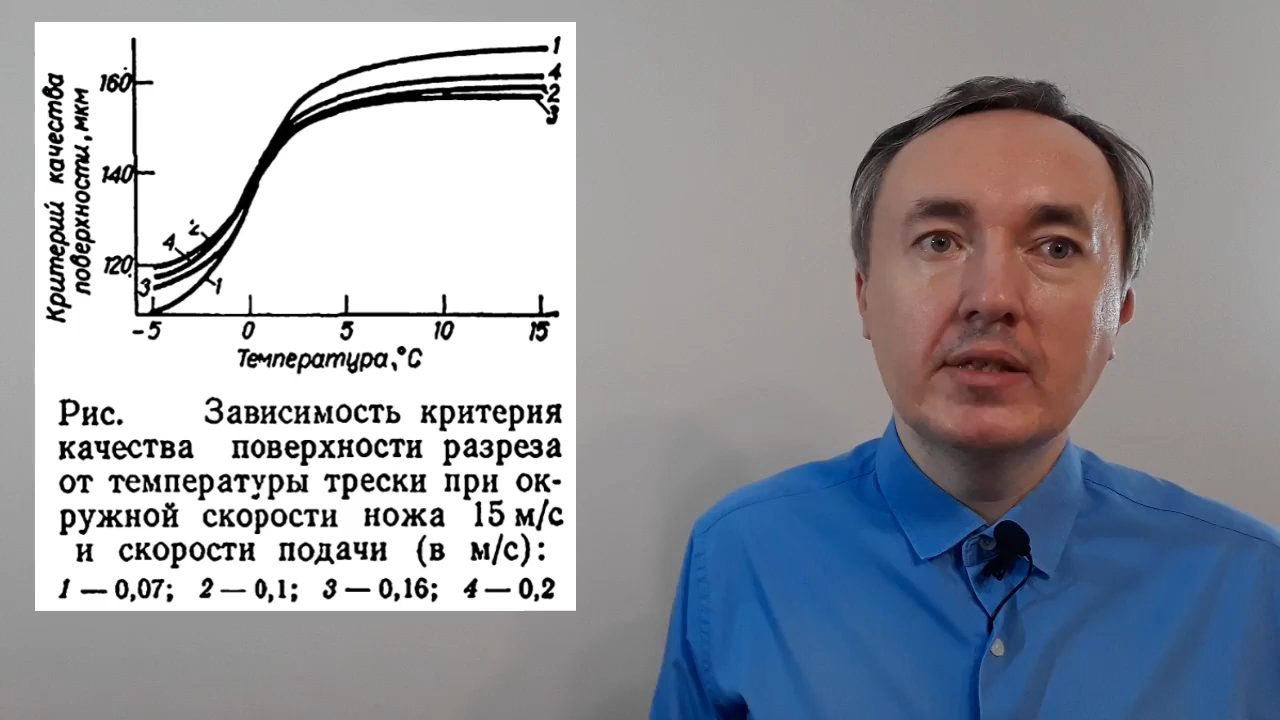 Критерий качества
поверхности, мкм
160
140
120
-5
0
5
10
15
Температура, °С
1
4
2
3
2
4
3
1
Рис. Зависимость критерия
качества поверхности разреза
от температуры трески при ок-
ружной скорости ножа 15 м/с
и скорости подачи (в м/с):
1 — 0,07; 2 — 0,1; 3 — 0,16; 4 — 0,2